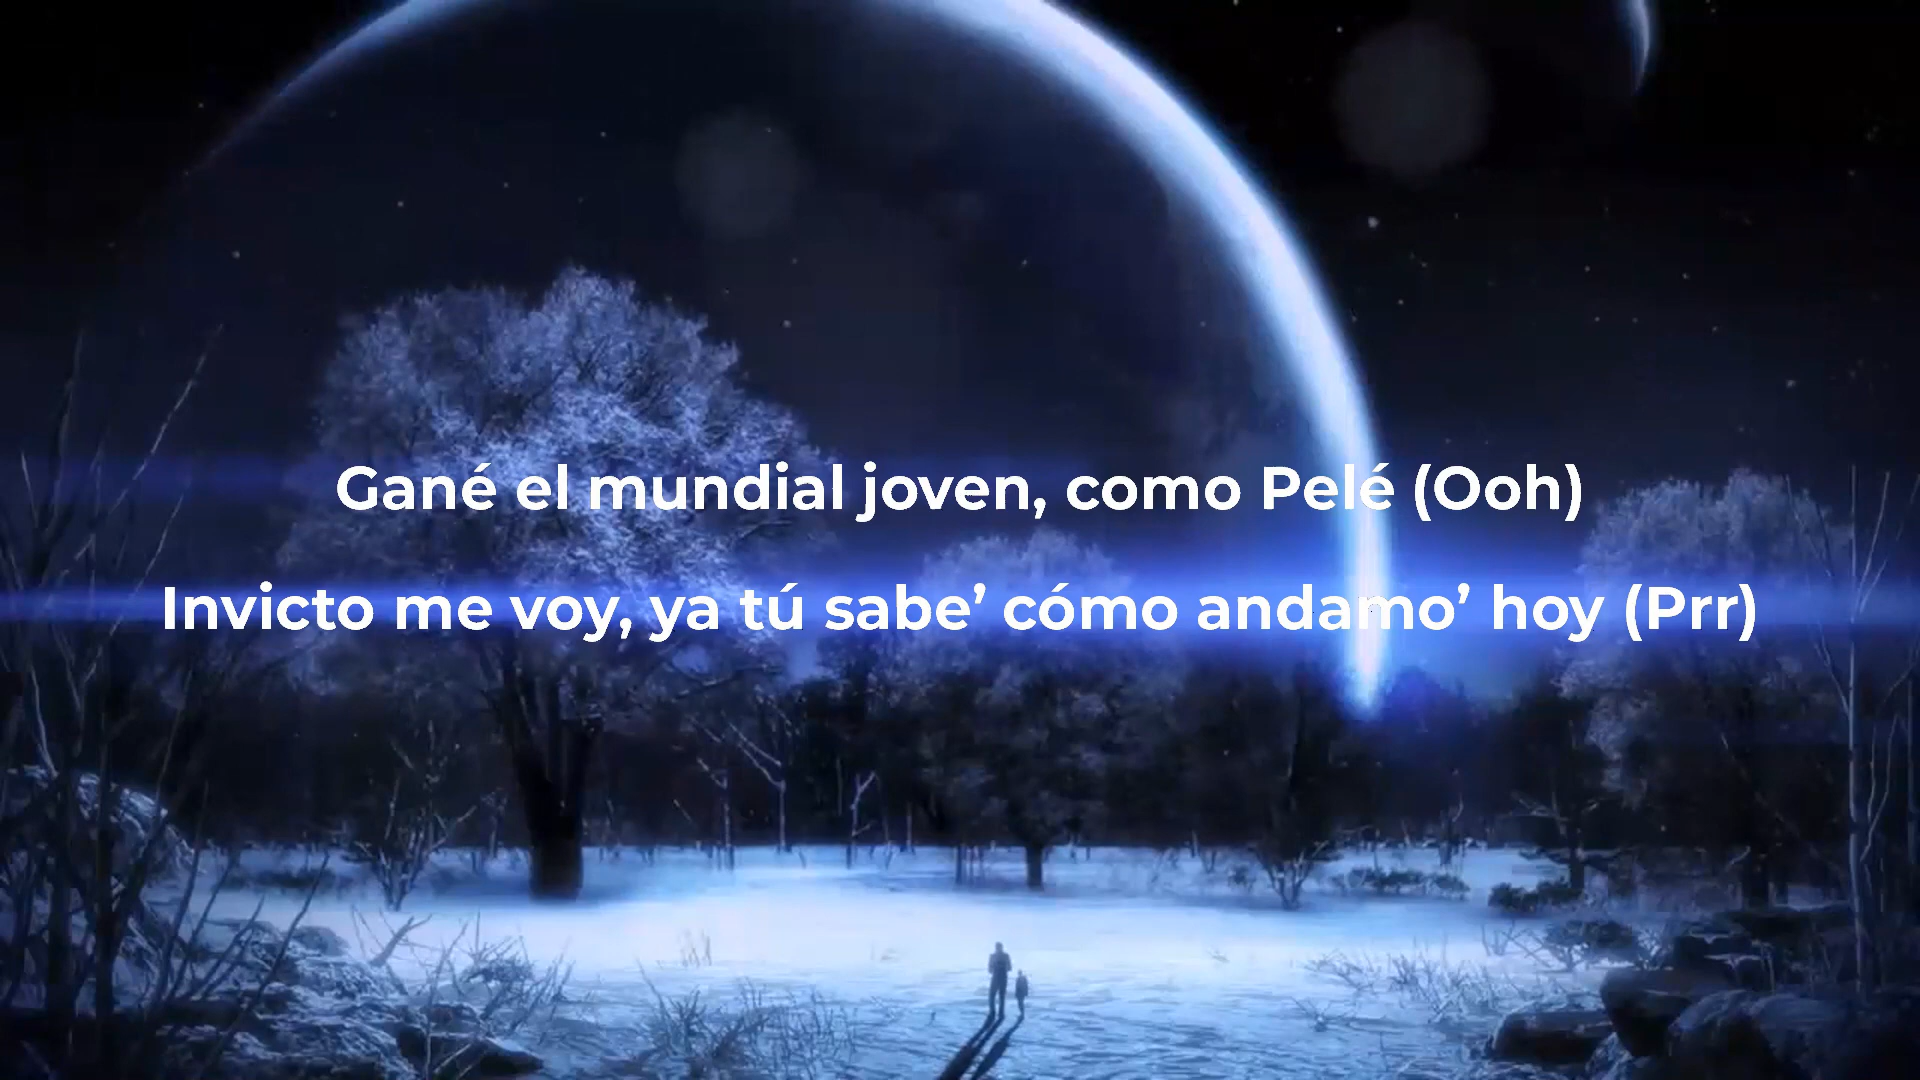 Gané el mundial joven, como Pelé (Ooh)
Invicto me voy, ya tú sabe’ cómo andamo’ hoy (Prr)